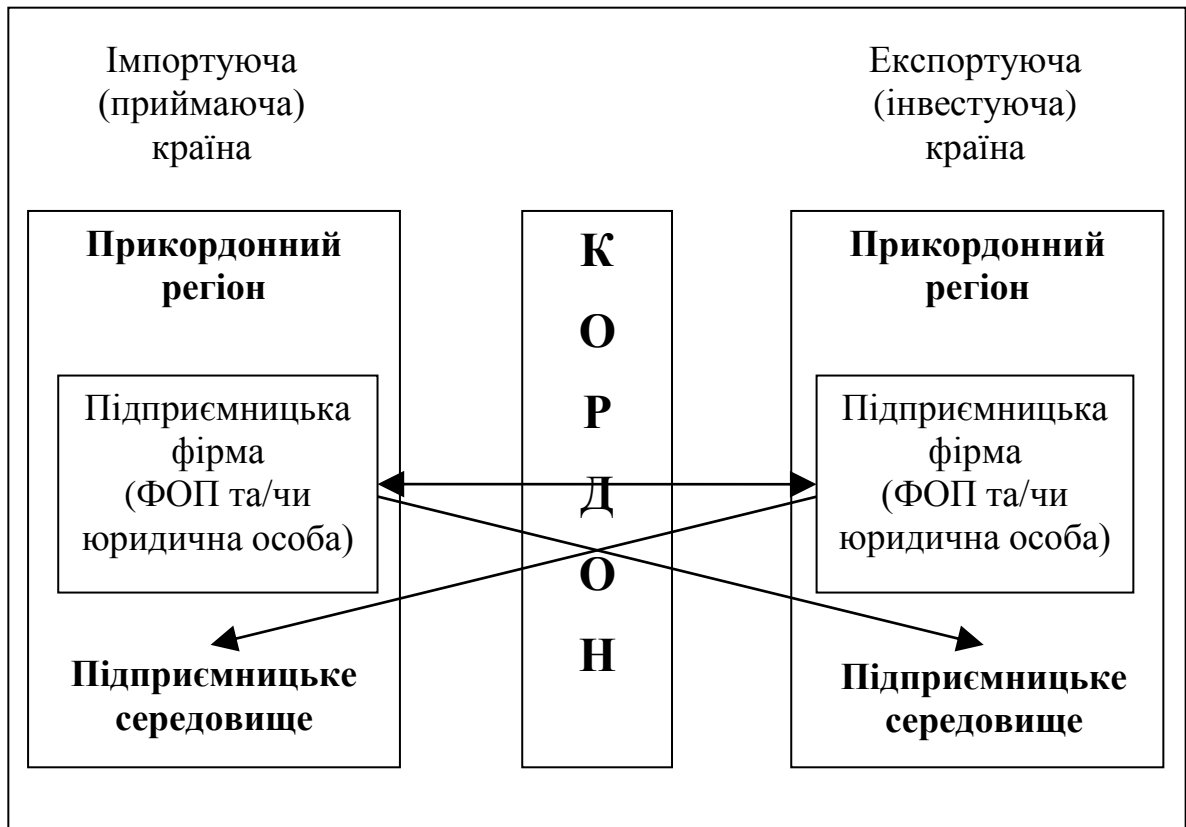 Імпортуюча
(приймаюча)
країна
Експортуюча
(інвестуюча)
країна
Прикордонний
регіон
Підприємницька
фірма
(ФОП та/чи
юридична особа)
Підприємницьке
середовище
К
О
Р
Д
О
Н
Прикордонний
регіон
Підприємницька
фірма
(ФОП та/чи
юридична особа)
Підприємницьке
середовище